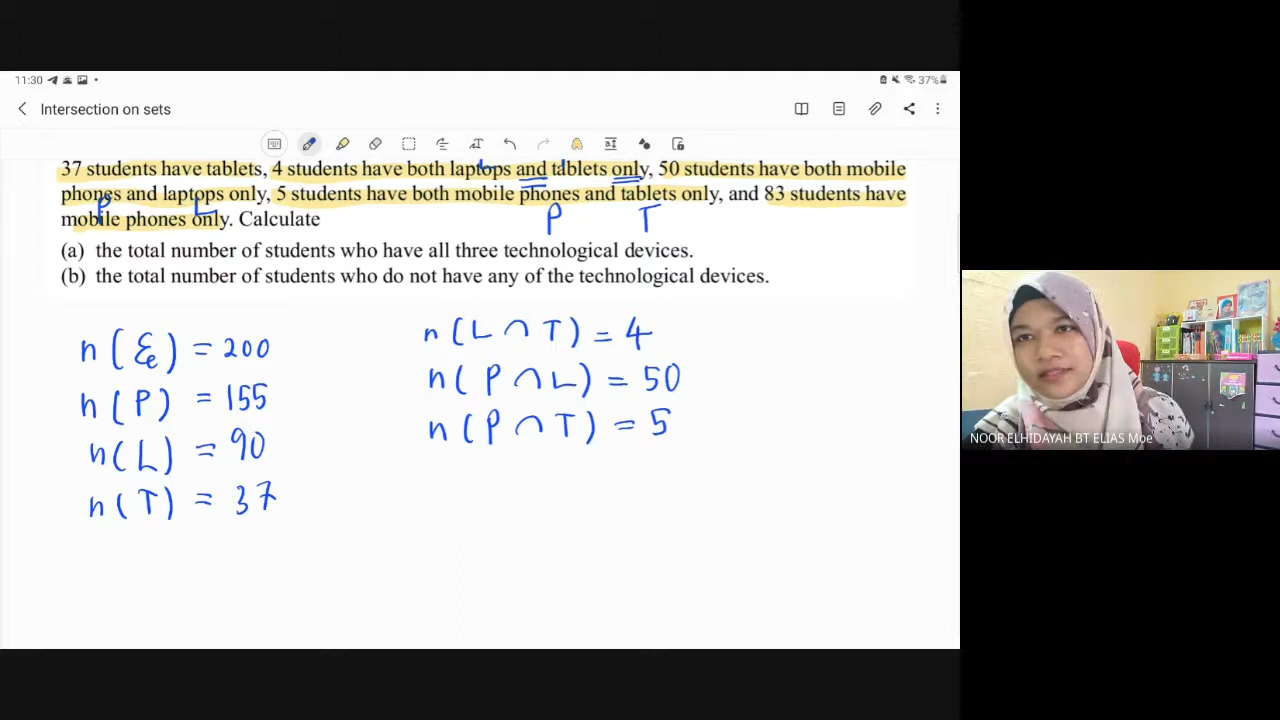 11:30
37%
Intersection on sets
37 students have tablets, 4 students have both laptops and tablets only, 50 students have both mobile
phones and laptops only, 5 students have both mobile phones and tablets only, and 83 students have
mobile phones only. Calculate
P L P T
(a) the total number of students who have all three technological devices.
(b) the total number of students who do not have any of the technological devices.
n(ξ) = 200
n(P) = 155
n(L) = 90
n(T) = 37
n(L ∩ T) = 4
n(P ∩ L) = 50
n(P ∩ T) = 5
NOOR ELHIDAYAH BT ELIAS Moe